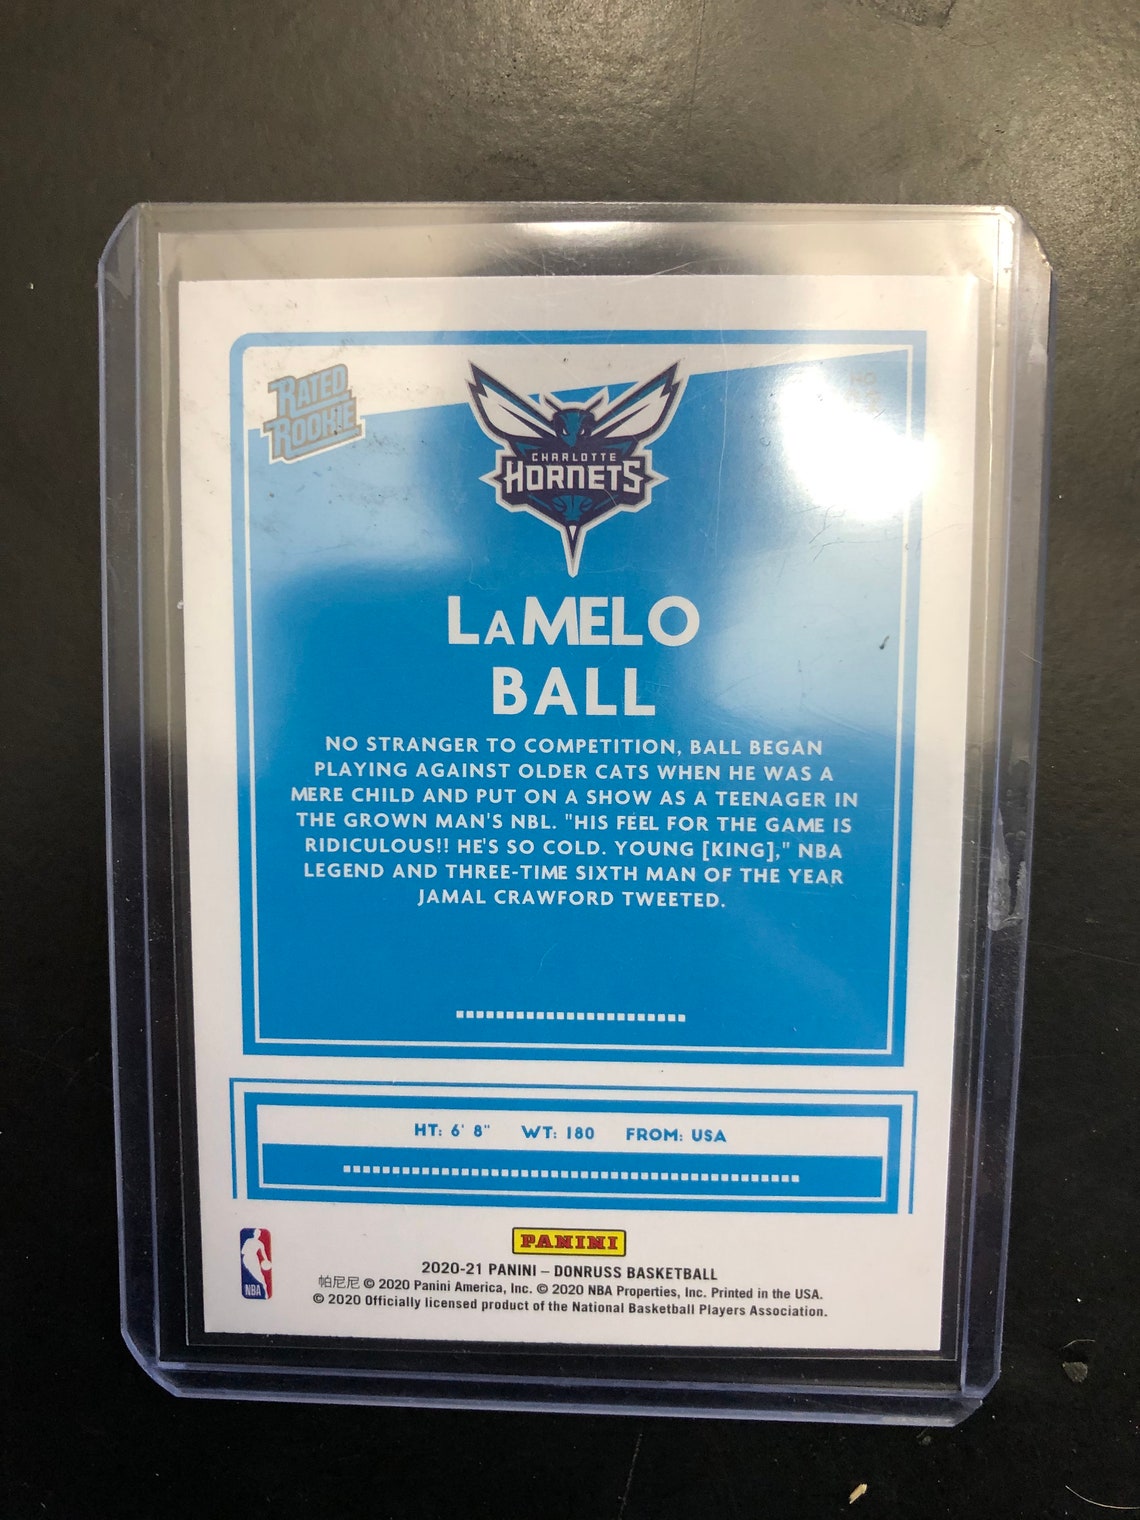 RATED
ROOKIE
CHARLOTTE
HORNETS
LaMELO
BALL
NO STRANGER TO COMPETITION, BALL BEGAN
PLAYING AGAINST OLDER CATS WHEN HE WAS A
MERE CHILD AND PUT ON A SHOW AS A TEENAGER IN
THE GROWN MAN'S NBL. "HIS FEEL FOR THE GAME IS
RIDICULOUS!! HE'S SO COLD. YOUNG [KING]," NBA
LEGEND AND THREE-TIME SIXTH MAN OF THE YEAR
JAMAL CRAWFORD TWEETED.
HT: 6' 8" WT: 180 FROM: USA
NBA
PANINI
2020-21 PANINI – DONRUSS BASKETBALL
帕尼尼 © 2020 Panini America, Inc. © 2020 NBA Properties, Inc. Printed in the USA.
© 2020 Officially licensed product of the National Basketball Players Association.